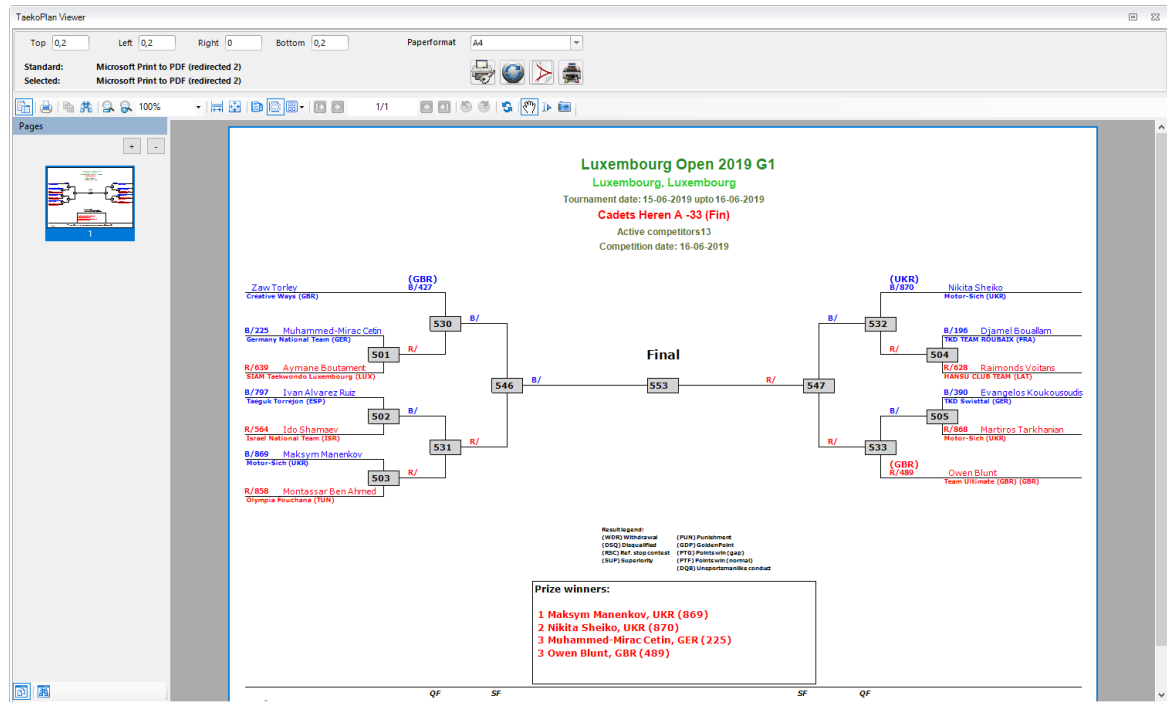 TaekoPlan Viewer
Top 0,2 Left 0,2 Right 0 Bottom 0,2 Paperformat A4
Standard: Microsoft Print to PDF (redirected 2)
Selected: Microsoft Print to PDF (redirected 2)
100% 1/1
Pages
+ -
1
Luxembourg Open 2019 G1
Luxembourg, Luxembourg
Tournament date: 15-06-2019 upto 16-06-2019
Cadets Heren A -33 (Fin)
Active competitors13
Competition date: 16-06-2019
(GBR)
Zaw Torley B/427
Creative Ways (GBR)
530 B/
B/225 Muhammed-Mirac Cetin
Germany National Team (GER)
501 R/
R/639 Aymane Boutament
SIAM Taekwondo Luxembourg (LUX)
546 B/
B/797 Ivan Alvarez Ruiz
Taeguk Torrejon (ESP)
502 B/
R/564 Ido Shamaev
Israel National Team (ISR)
531 R/
B/869 Maksym Manenkov
Motor-Sich (UKR)
503 R/
R/858 Montassar Ben Ahmed
Olympia Fouchana (TUN)
Final
553
(UKR)
B/870 Nikita Sheiko
Motor-Sich (UKR)
B/ 532
B/196 Djamel Bouallam
TKD TEAM ROUBAIX (FRA)
R/ 504
R/628 Raimonds Voitans
HANSU CLUB TEAM (LAT)
R/ 547
B/390 Evangelos Koukousoudis
TKD Swisttal (GER)
B/ 505
R/868 Martiros Tarkhanian
Motor-Sich (UKR)
R/ 533
(GBR)
R/489 Owen Blunt
Team Ultimate (GBR) (GBR)
Result legend:
(WDR) Withdrawal (PUN) Punishment
(DSQ) Disqualified (GDP) GoldenPoint
(RSC) Ref. stop contest (PTG) Points win (gap)
(SUP) Superiority (PTF) Points win (normal)
(DQB) Unsportsmanlike conduct
Prize winners:
1 Maksym Manenkov, UKR (869)
2 Nikita Sheiko, UKR (870)
3 Muhammed-Mirac Cetin, GER (225)
3 Owen Blunt, GBR (489)
QF SF SF QF